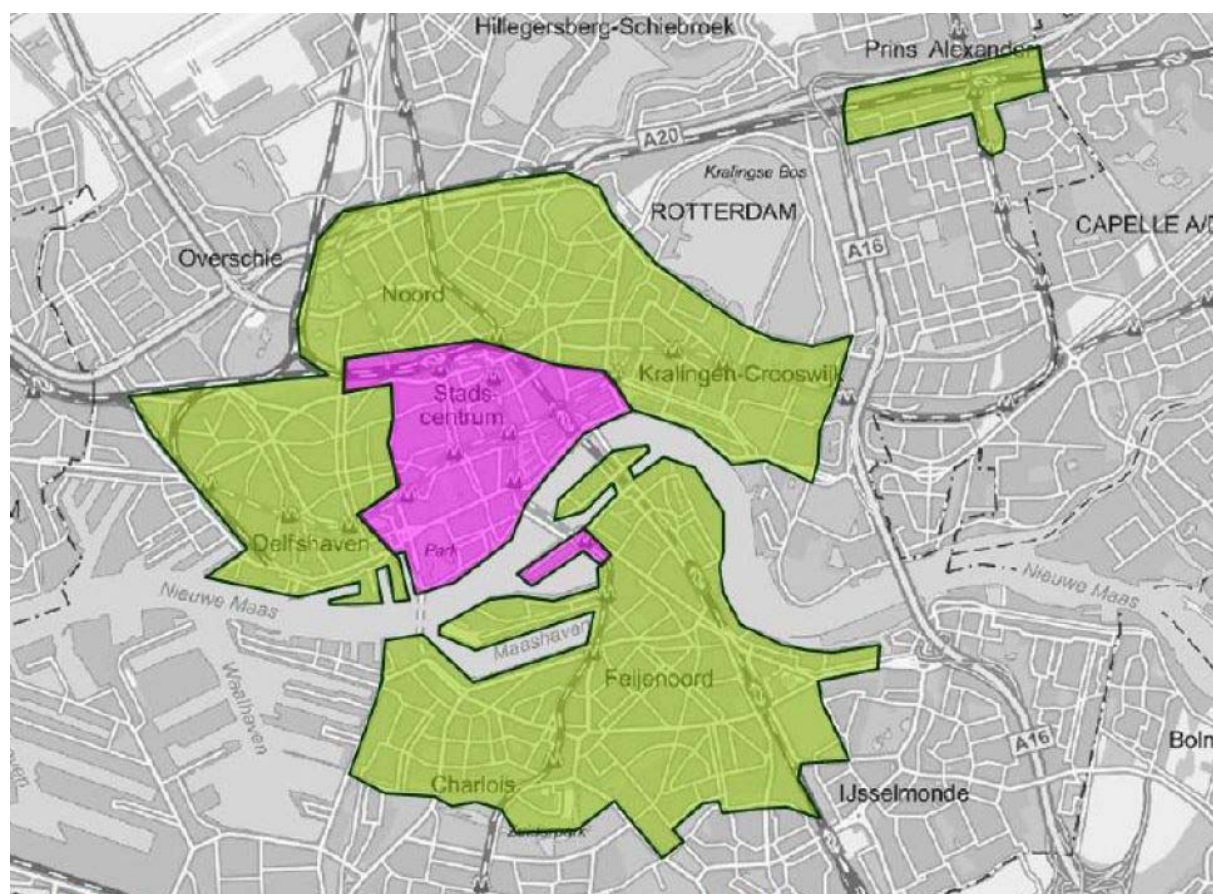 Hillegersberg-Schiebroek
Prins Alexander
A20
Kralingse Bos
ROTTERDAM
CAPELLE A/D
A16
Overschie
Noord
Kralingen-Crooswijk
Stads-
centrum
M
Delfshaven
Park
Nieuwe Maas
Nieuwe Maas
Maashaven
Waalhaven
Feijenoord
A16
Charlois
IJsselmonde
Zuiderpark